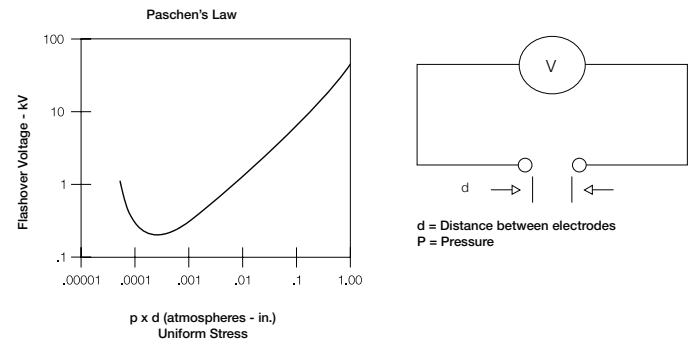 Paschen's Law
100
10
1
.1
Flashover Voltage - kV
.00001 .0001 .001 .01 .1 1.00
p x d (atmospheres - in.)
Uniform Stress
V
d
d = Distance between electrodes
P = Pressure